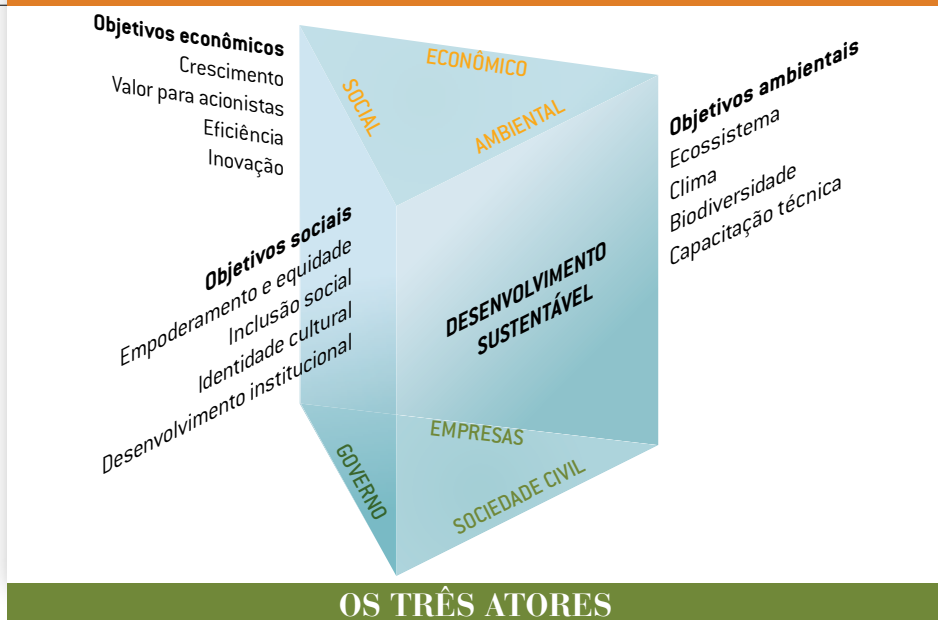 Objetivos econômicos
Crescimento
Valor para acionistas
Eficiência
Inovação
ECONÔMICO
SOCIAL
AMBIENTAL
Objetivos ambientais
Ecossistema
Clima
Biodiversidade
Capacitação técnica
Objetivos sociais
Empoderamento e equidade
Inclusão social
Identidade cultural
Desenvolvimento institucional
DESENVOLVIMENTO
SUSTENTÁVEL
EMPRESAS
GOVERNO
SOCIEDADE CIVIL
OS TRÊS ATORES